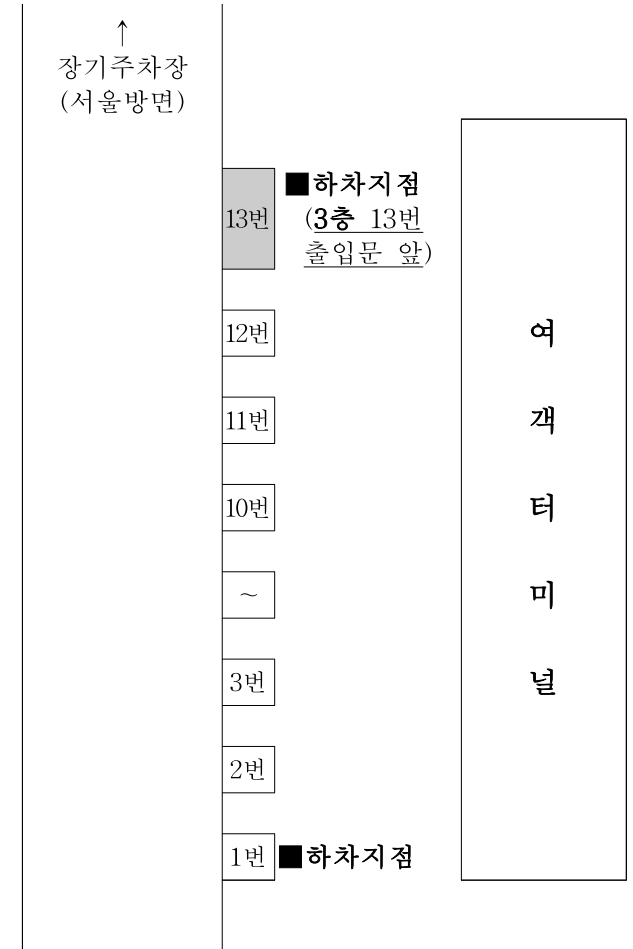 ↑
장기주차장
(서울방면)
■하차지점
13번
(3층 13번
출입문 앞)
12번
11번
10번
~
3번
2번
1번
■하차지점
여
객
터
미
널